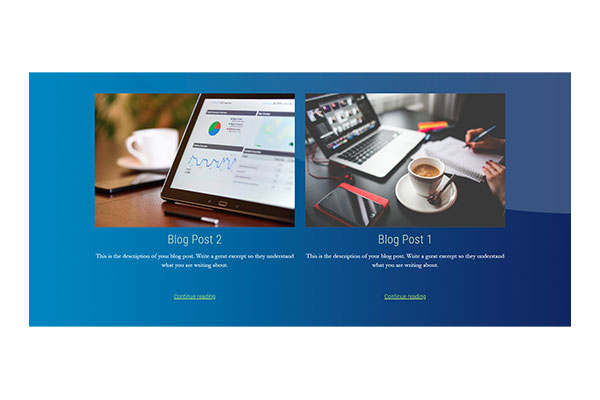 Blog Post 2
This is the description of your blog post. Write a great excerpt so they understand
what you are writing about.
Continue reading
Blog Post 1
This is the description of your blog post. Write a great excerpt so they understand
what you are writing about.
Continue reading